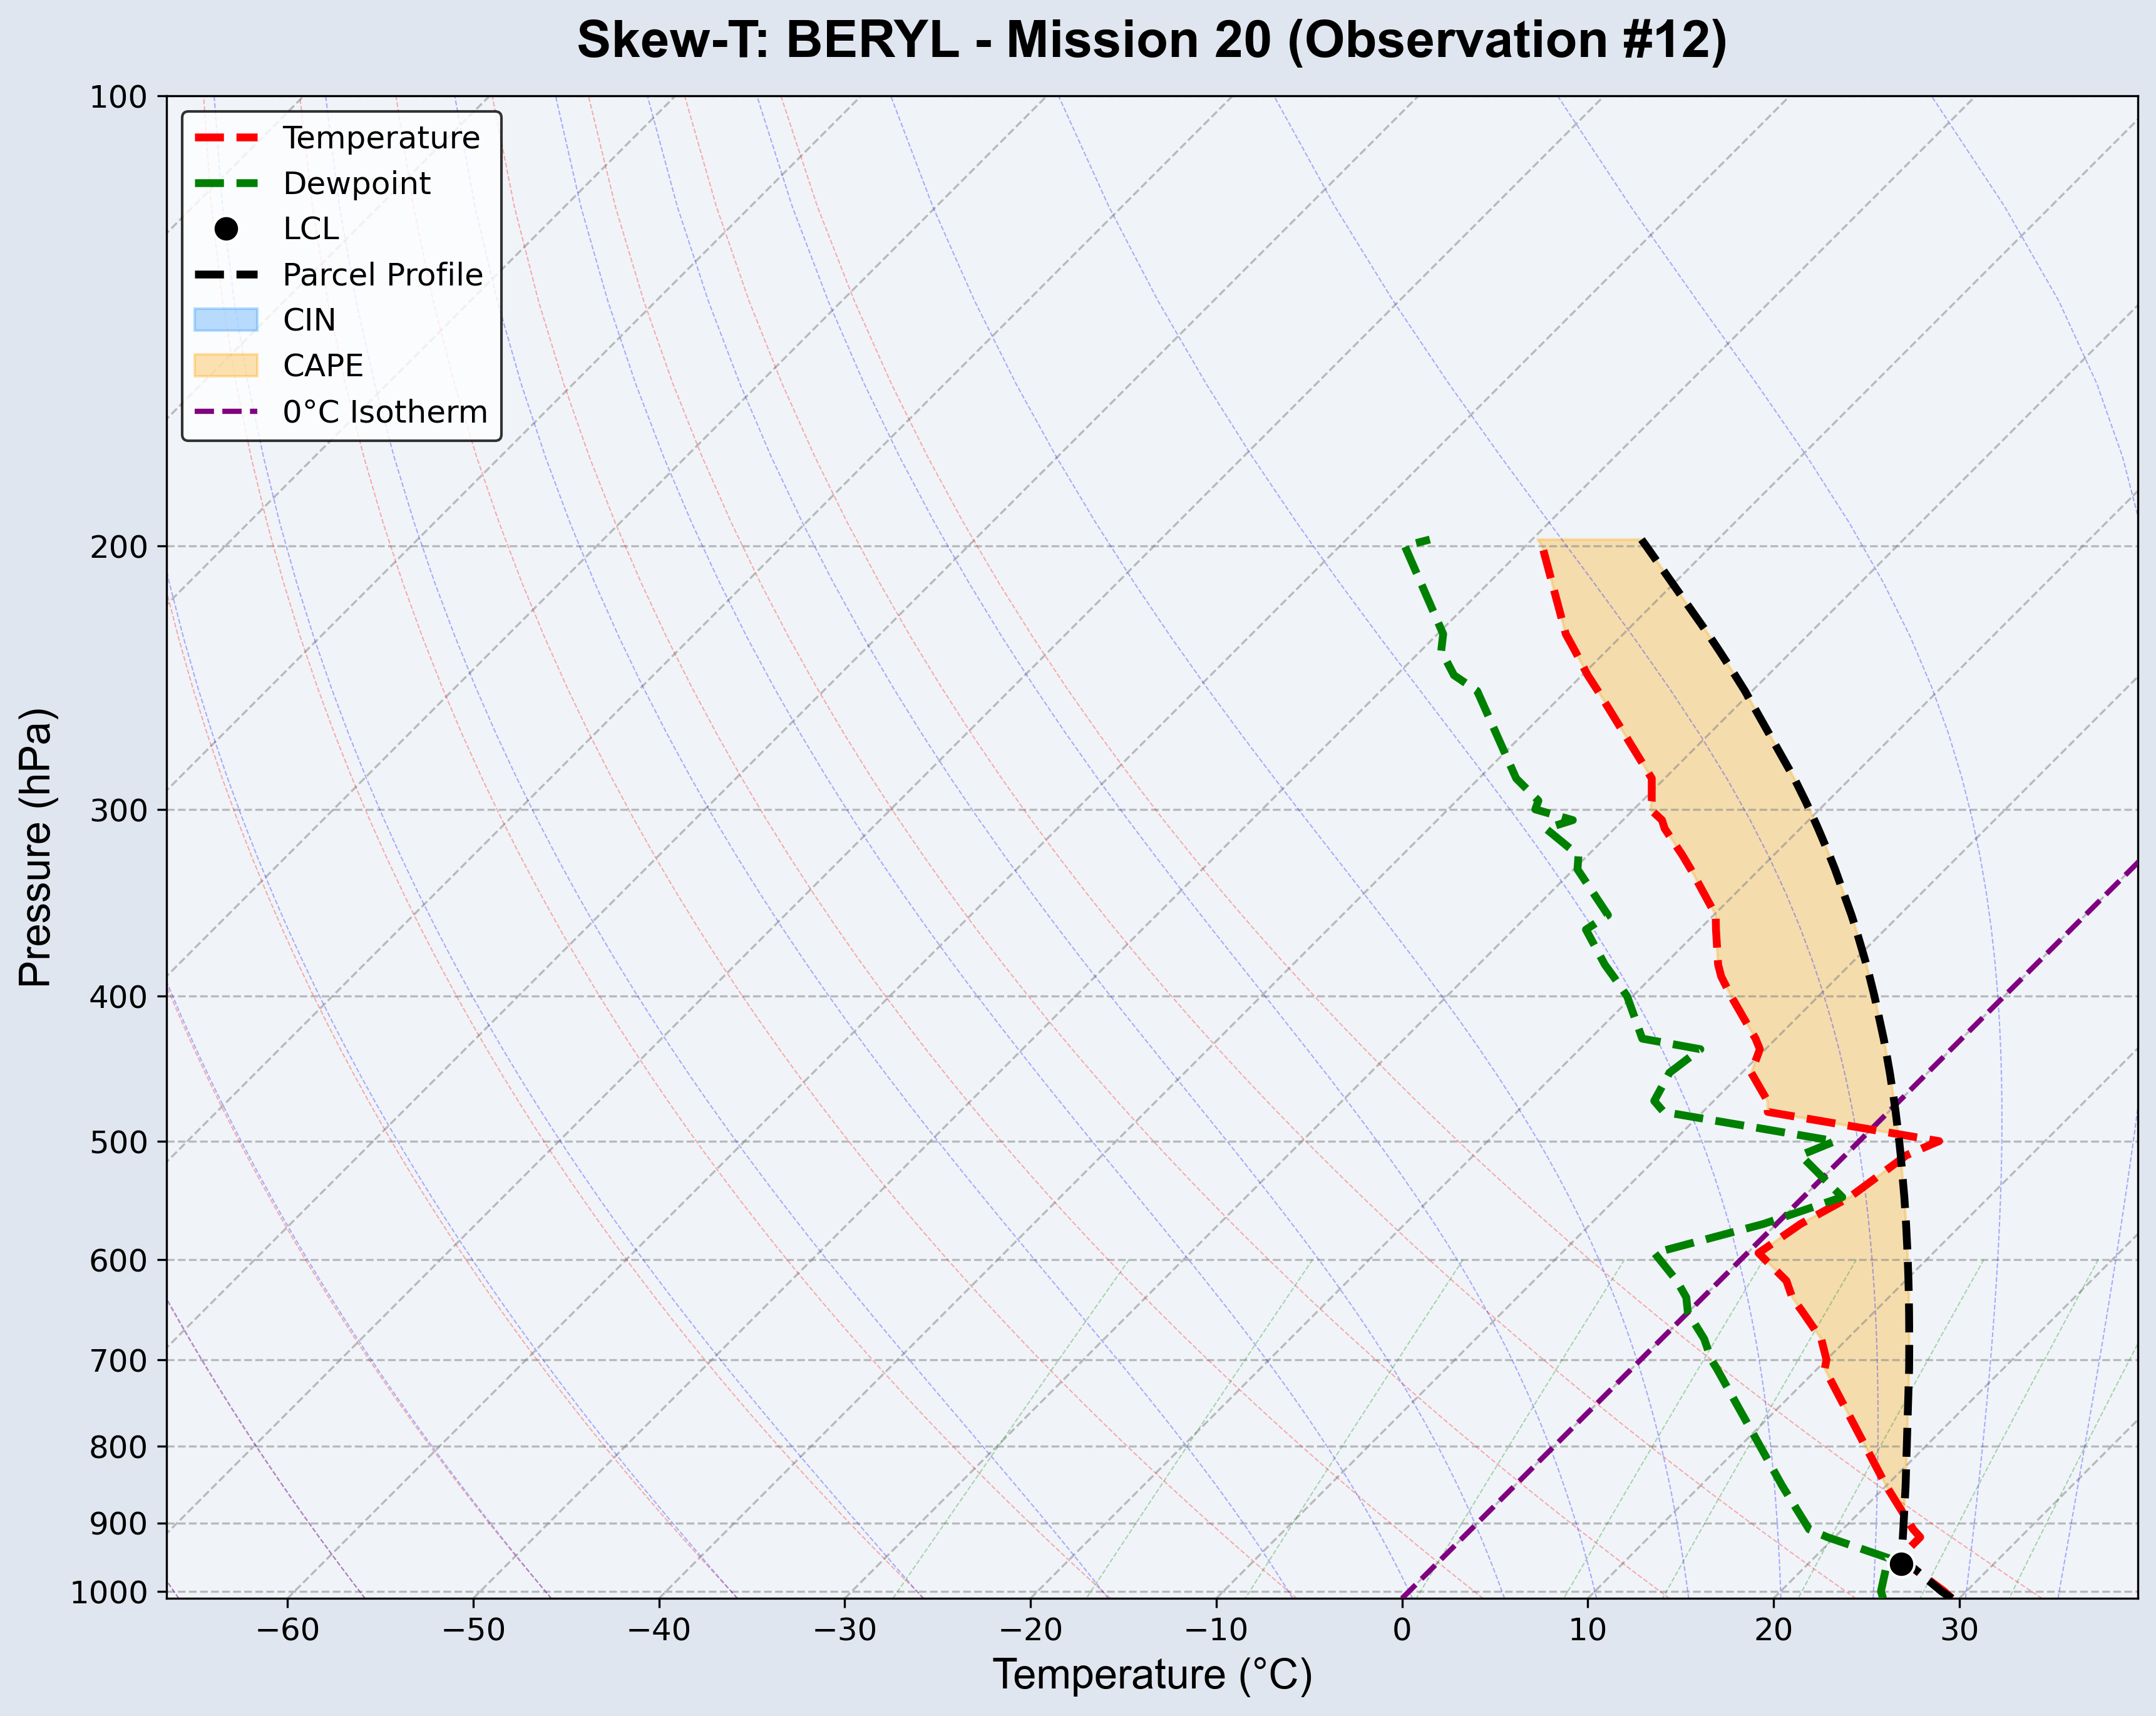 Skew-T: BERYL - Mission 20 (Observation #12)
Temperature
Dewpoint
LCL
Parcel Profile
CIN
CAPE
0°C Isotherm
Pressure (hPa)
100
200
300
400
500
600
700
800
900
1000
−60 −50 −40 −30 −20 −10 0 10 20 30
Temperature (°C)